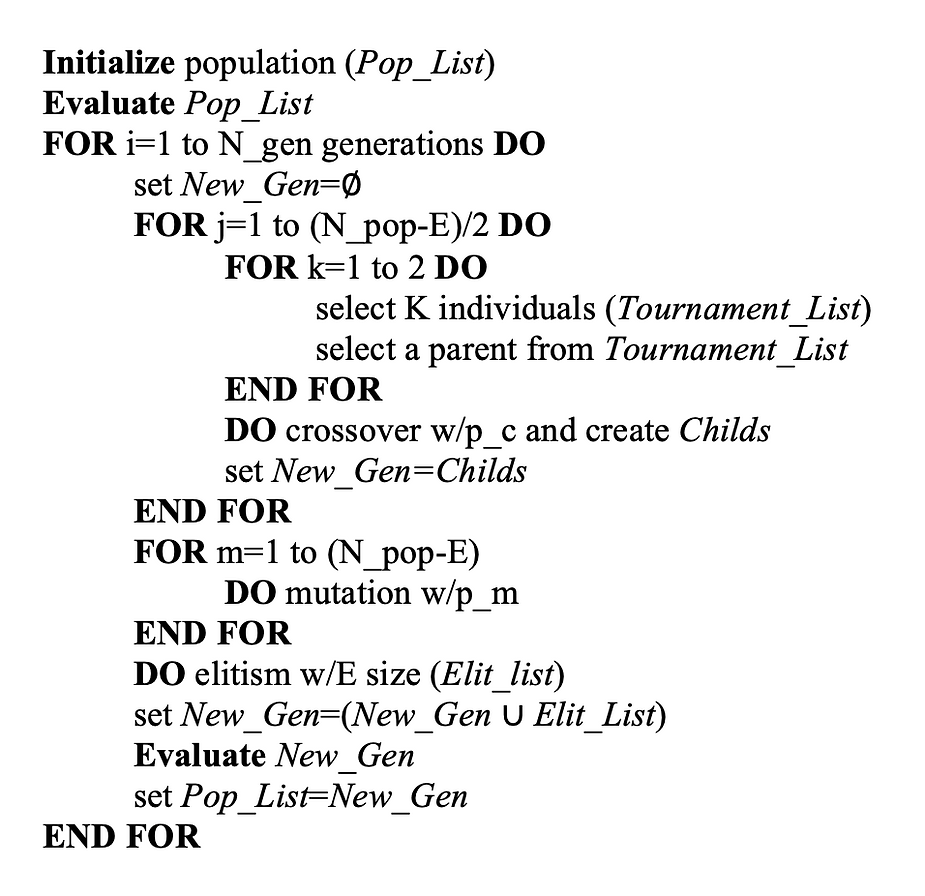 Initialize population (Pop_List)
Evaluate Pop_List
FOR i=1 to N_gen generations DO
set New_Gen=∅
FOR j=1 to (N_pop-E)/2 DO
FOR k=1 to 2 DO
select K individuals (Tournament_List)
select a parent from Tournament_List
END FOR
DO crossover w/p_c and create Childs
set New_Gen=Childs
END FOR
FOR m=1 to (N_pop-E)
DO mutation w/p_m
END FOR
DO elitism w/E size (Elit_list)
set New_Gen=(New_Gen ∪ Elit_List)
Evaluate New_Gen
set Pop_List=New_Gen
END FOR